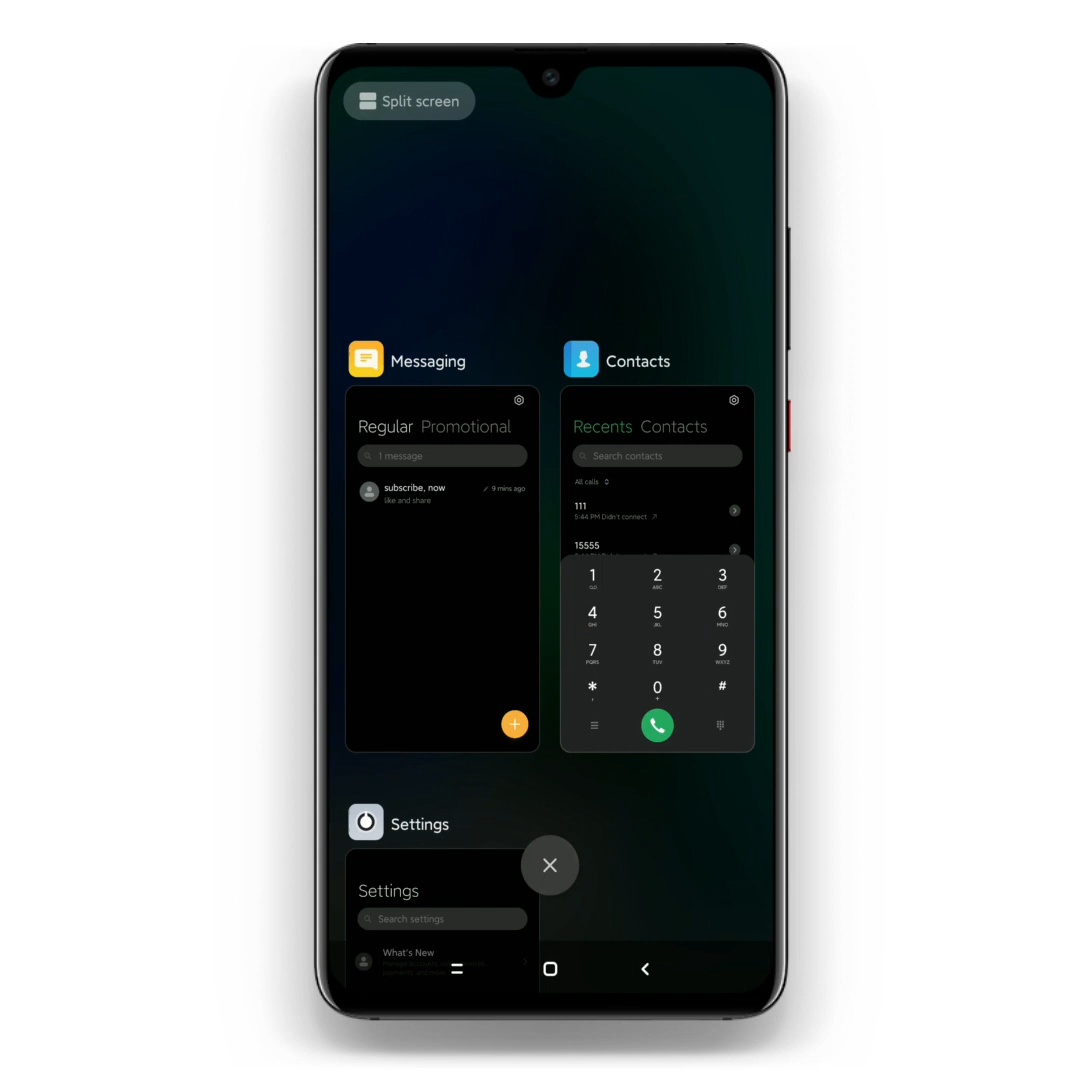 Split screen
Messaging
Contacts
Regular Promotional
1 message
subscribe, now
9 mins ago
like and share
Recents Contacts
Search contacts
All calls
111
5:44 PM Didn't connect
15555
1
2 ABC
3 DEF
4 GHI
5 JKL
6 MNO
7 PQRS
8 TUV
9 WXYZ
*
,
0
+
#
Settings
Settings
Search settings
What's New